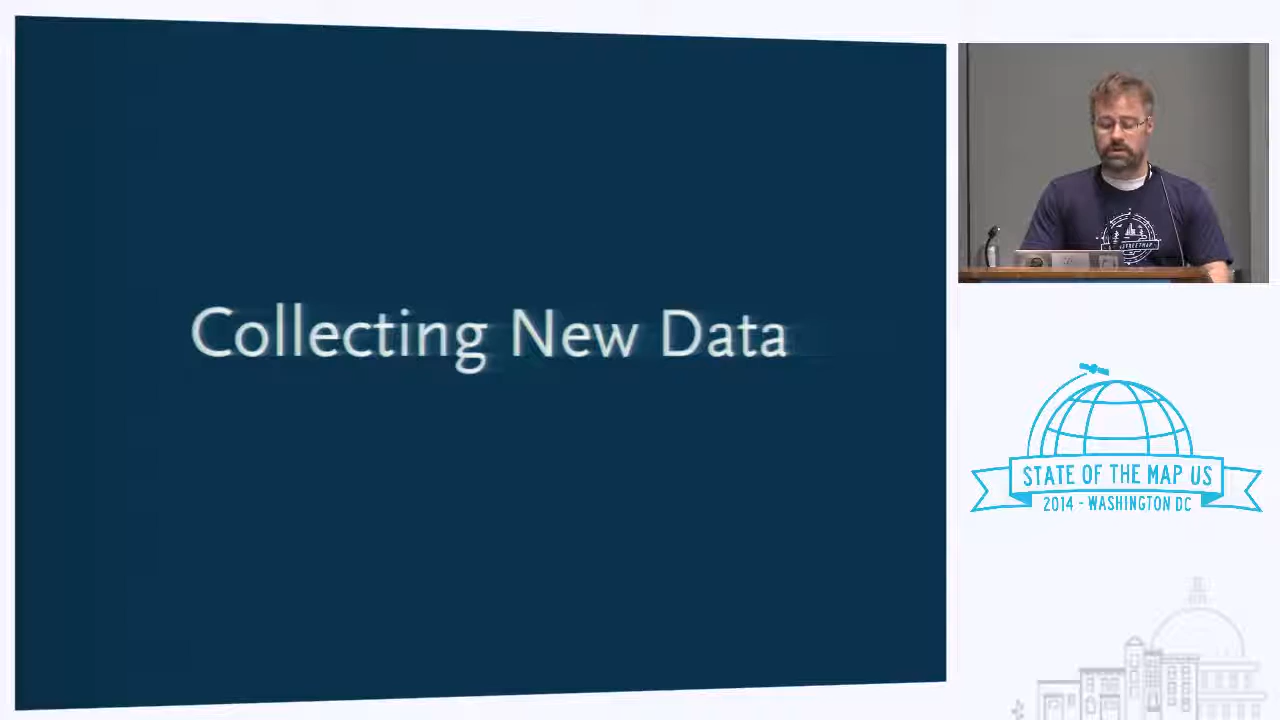 Collecting New Data
STATE OF THE MAP US
2014 - WASHINGTON DC